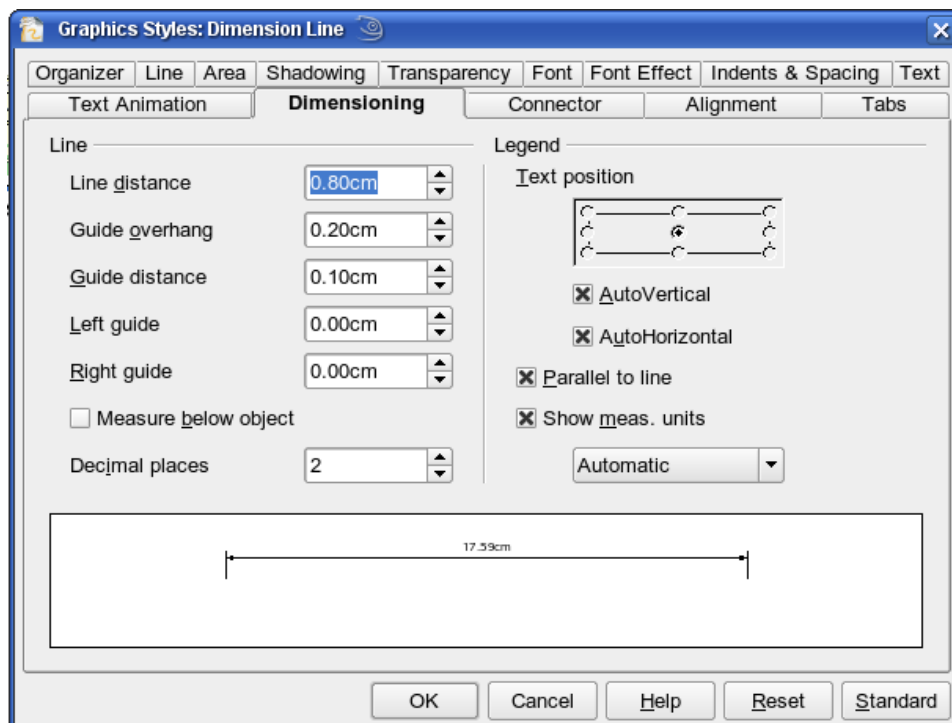 Graphics Styles: Dimension Line
Organizer Line Area Shadowing Transparency Font Font Effect Indents & Spacing Text
Text Animation Dimensioning Connector Alignment Tabs
Line
Line distance 0.80cm
Guide overhang 0.20cm
Guide distance 0.10cm
Left guide 0.00cm
Right guide 0.00cm
Measure below object
Decimal places 2
Legend
Text position
AutoVertical
AutoHorizontal
Parallel to line
Show meas. units
Automatic
17.59cm
OK Cancel Help Reset Standard